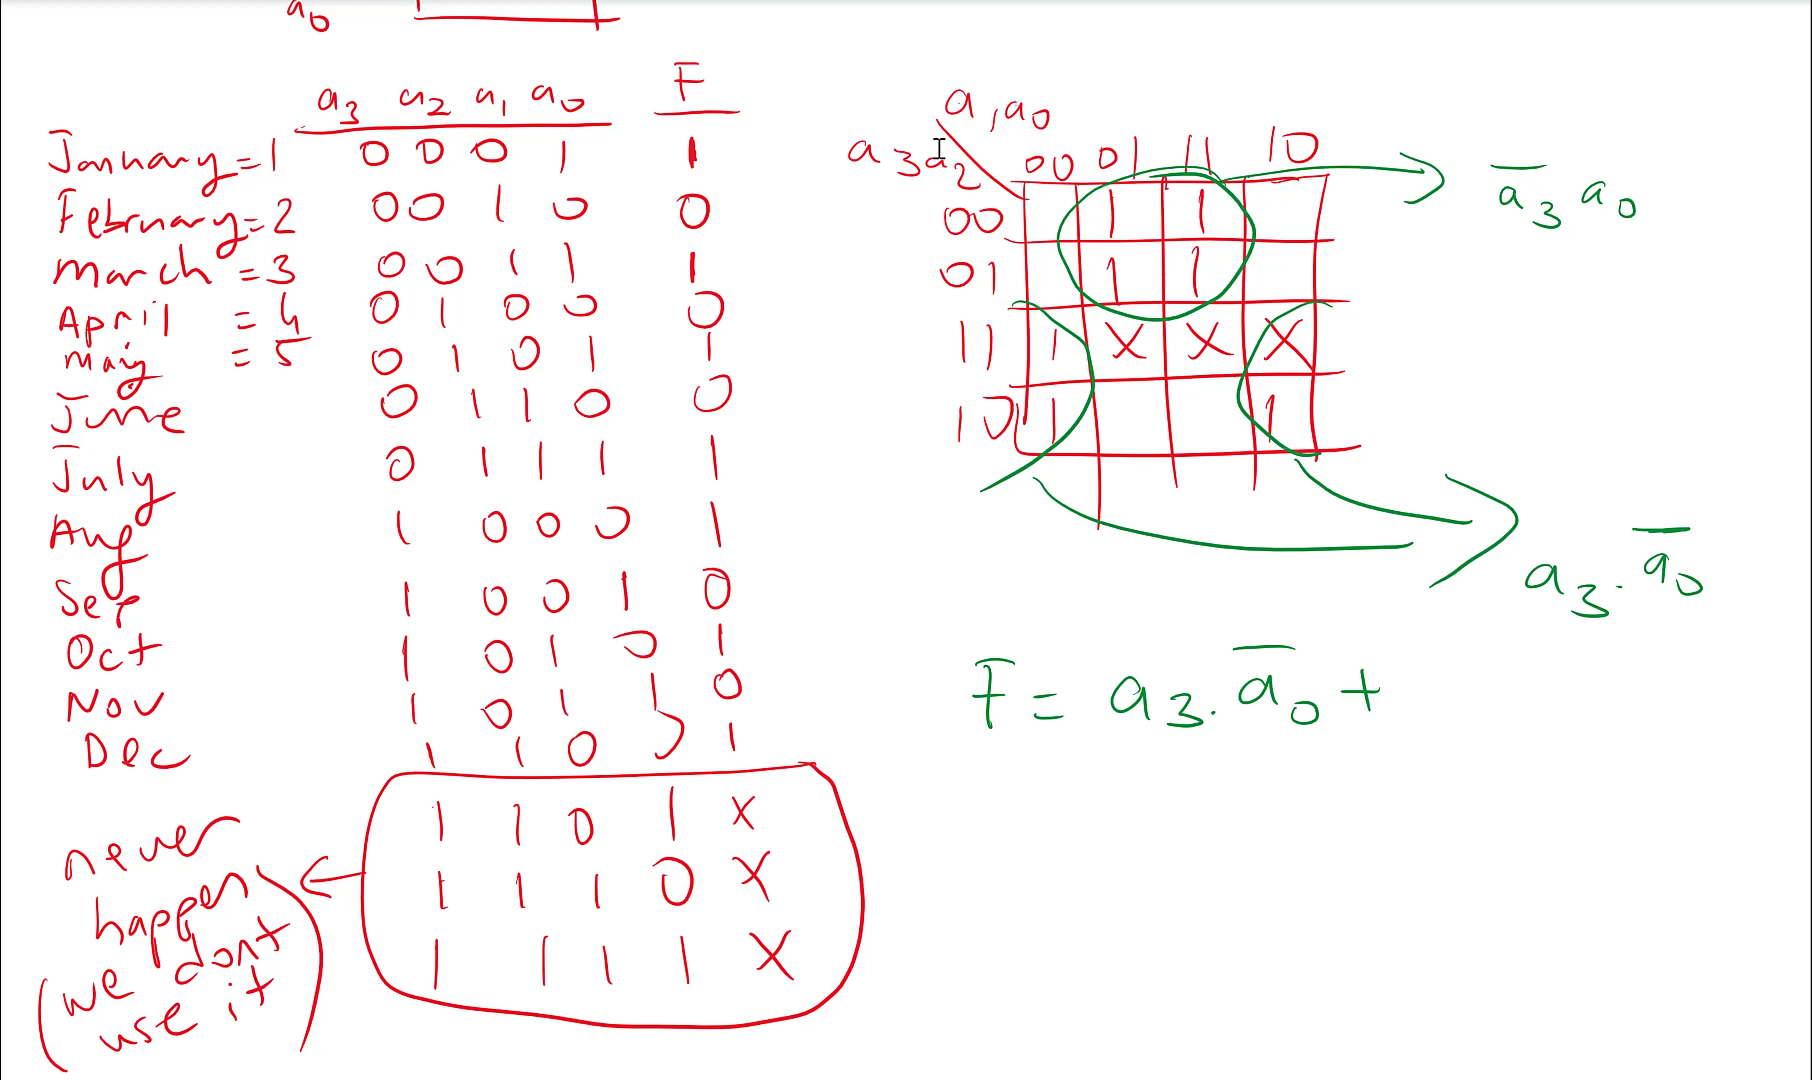 a0
a3 a2 a1 a0 F
January=1 0 0 0 1 1
February=2 0 0 1 0 0
March =3 0 0 1 1 1
April =4 0 1 0 0 0
May =5 0 1 0 1 1
June 0 1 1 0 0
July 0 1 1 1 1
Aug 1 0 0 0 1
Sep 1 0 0 1 0
Oct 1 0 1 0 1
Nov 1 0 1 1 0
Dec 1 1 0 1
1 1 0 1 x
1 1 1 0 x
1 1 1 1 x
never
happen
(we dont
use it)
a1a0
a3a2 00 01 11 10
00 1 1
01 1 1
11 1 X X X
10 1 1
a̅3 a0
a3. a̅0
F = a3. a̅0 +